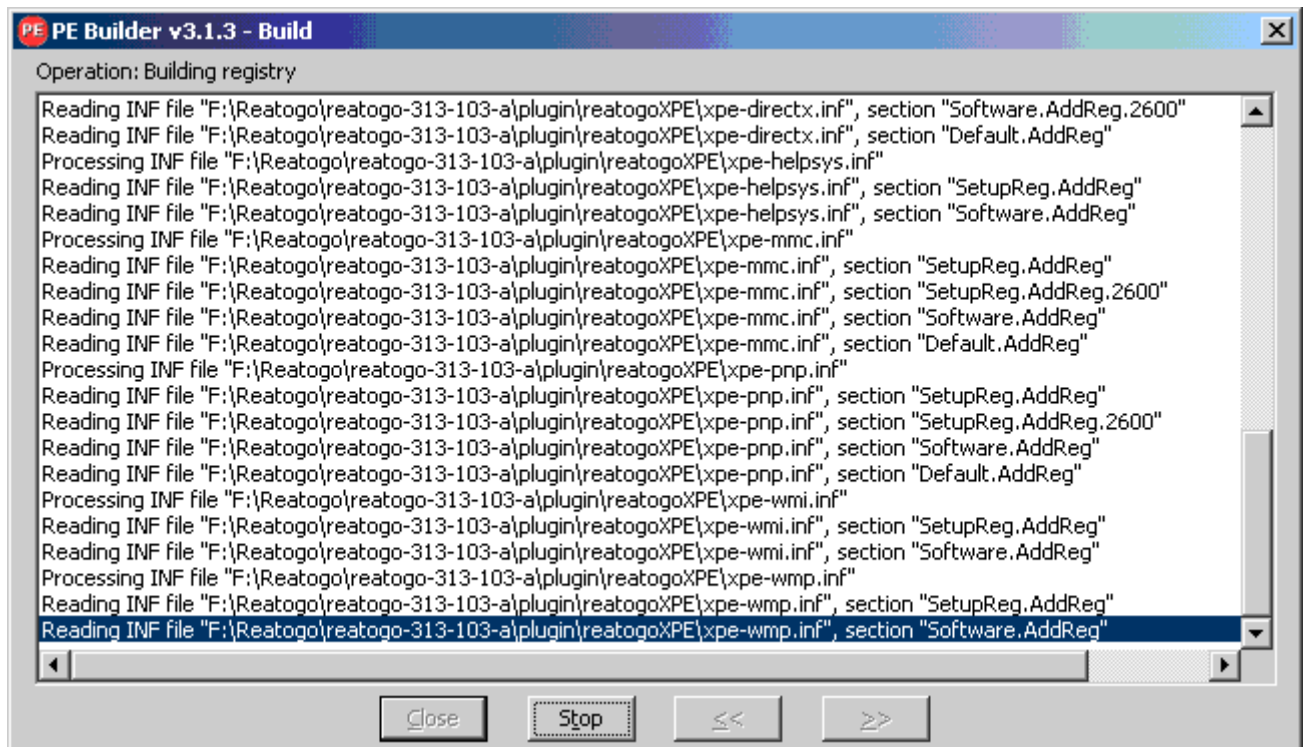 PE PE Builder v3.1.3 - Build
Operation: Building registry
Reading INF file "F:\Reatogo\reatogo-313-103-a\plugin\reatogoXPE\xpe-directx.inf", section "Software.AddReg.2600"
Reading INF file "F:\Reatogo\reatogo-313-103-a\plugin\reatogoXPE\xpe-directx.inf", section "Default.AddReg"
Processing INF file "F:\Reatogo\reatogo-313-103-a\plugin\reatogoXPE\xpe-helpsys.inf"
Reading INF file "F:\Reatogo\reatogo-313-103-a\plugin\reatogoXPE\xpe-helpsys.inf", section "SetupReg.AddReg"
Reading INF file "F:\Reatogo\reatogo-313-103-a\plugin\reatogoXPE\xpe-helpsys.inf", section "Software.AddReg"
Processing INF file "F:\Reatogo\reatogo-313-103-a\plugin\reatogoXPE\xpe-mmc.inf"
Reading INF file "F:\Reatogo\reatogo-313-103-a\plugin\reatogoXPE\xpe-mmc.inf", section "SetupReg.AddReg"
Reading INF file "F:\Reatogo\reatogo-313-103-a\plugin\reatogoXPE\xpe-mmc.inf", section "SetupReg.AddReg.2600"
Reading INF file "F:\Reatogo\reatogo-313-103-a\plugin\reatogoXPE\xpe-mmc.inf", section "Software.AddReg"
Reading INF file "F:\Reatogo\reatogo-313-103-a\plugin\reatogoXPE\xpe-mmc.inf", section "Default.AddReg"
Processing INF file "F:\Reatogo\reatogo-313-103-a\plugin\reatogoXPE\xpe-pnp.inf"
Reading INF file "F:\Reatogo\reatogo-313-103-a\plugin\reatogoXPE\xpe-pnp.inf", section "SetupReg.AddReg"
Reading INF file "F:\Reatogo\reatogo-313-103-a\plugin\reatogoXPE\xpe-pnp.inf", section "SetupReg.AddReg.2600"
Reading INF file "F:\Reatogo\reatogo-313-103-a\plugin\reatogoXPE\xpe-pnp.inf", section "Software.AddReg"
Reading INF file "F:\Reatogo\reatogo-313-103-a\plugin\reatogoXPE\xpe-pnp.inf", section "Default.AddReg"
Processing INF file "F:\Reatogo\reatogo-313-103-a\plugin\reatogoXPE\xpe-wmi.inf"
Reading INF file "F:\Reatogo\reatogo-313-103-a\plugin\reatogoXPE\xpe-wmi.inf", section "SetupReg.AddReg"
Reading INF file "F:\Reatogo\reatogo-313-103-a\plugin\reatogoXPE\xpe-wmi.inf", section "Software.AddReg"
Processing INF file "F:\Reatogo\reatogo-313-103-a\plugin\reatogoXPE\xpe-wmp.inf"
Reading INF file "F:\Reatogo\reatogo-313-103-a\plugin\reatogoXPE\xpe-wmp.inf", section "SetupReg.AddReg"
Reading INF file "F:\Reatogo\reatogo-313-103-a\plugin\reatogoXPE\xpe-wmp.inf", section "Software.AddReg"
Close Stop << >>